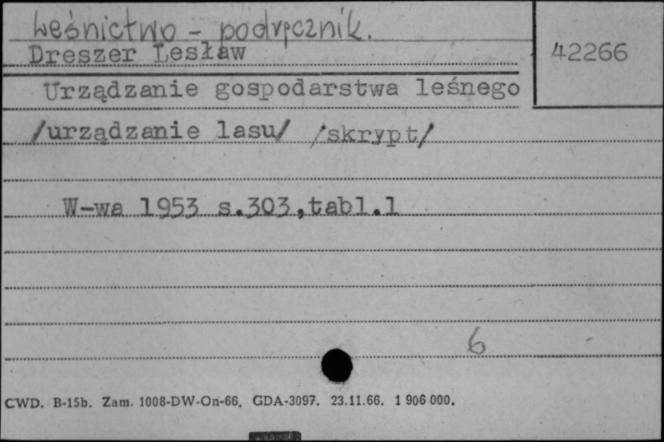 Leśnictwo - podręcznik.
Dreszer Lesław
42266
Urządzanie gospodarstwa leśnego
/urządzanie lasu/ /skrypt/
W-wa 1953 s.303,tabl.1
6
CWD. B-15b. Zam. 1008-DW-On-66. GDA-3097. 23.11.66. 1 906 000.